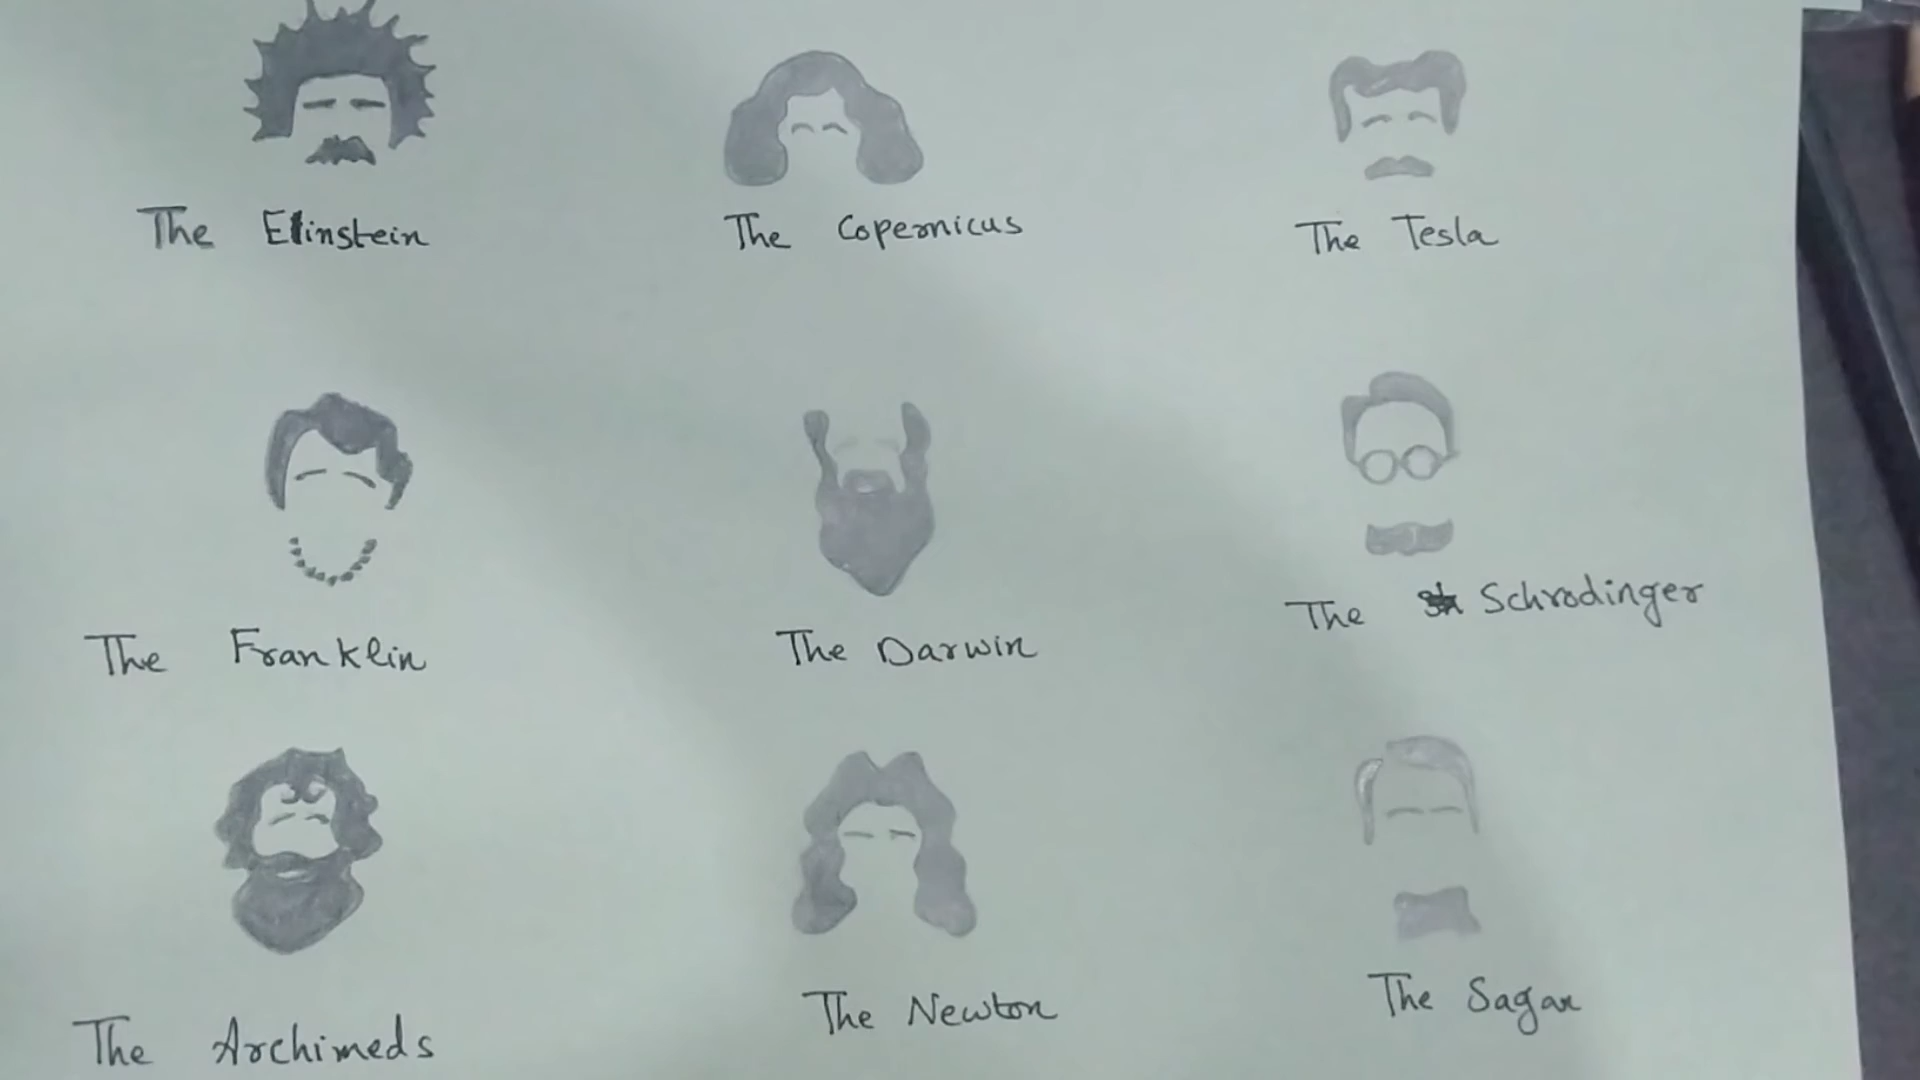 The Einstein
The Copernicus
The Tesla
The Franklin
The Darwin
The Schrodinger
The Archimeds
The Newton
The Sagan